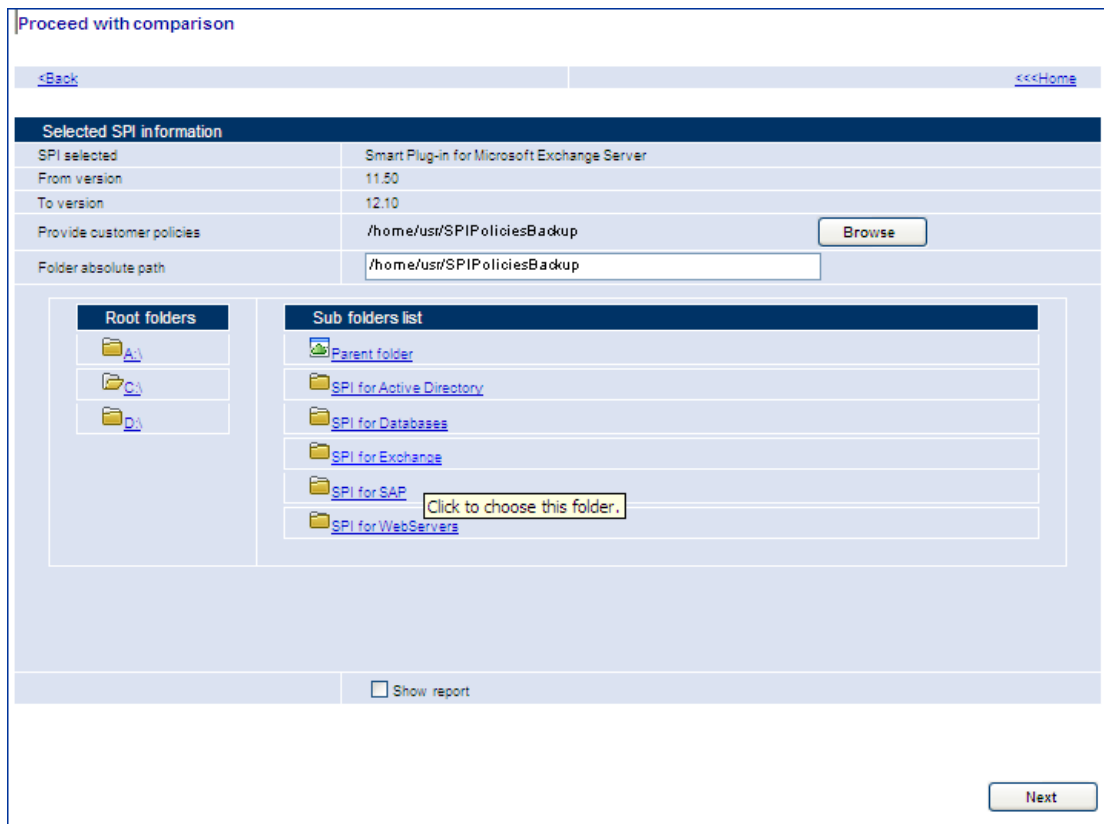 Proceed with comparison
<Back
<<<Home
Selected SPI information
SPI selected Smart Plug-in for Microsoft Exchange Server
From version 11.50
To version 12.10
Provide customer policies /home/usr/SPIPoliciesBackup Browse
Folder absolute path /home/usr/SPIPoliciesBackup
Root folders
A:\
C:\
D:\
Sub folders list
Parent folder
SPI for Active Directory
SPI for Databases
SPI for Exchange
SPI for SAP
Click to choose this folder.
SPI for WebServers
Show report
Next